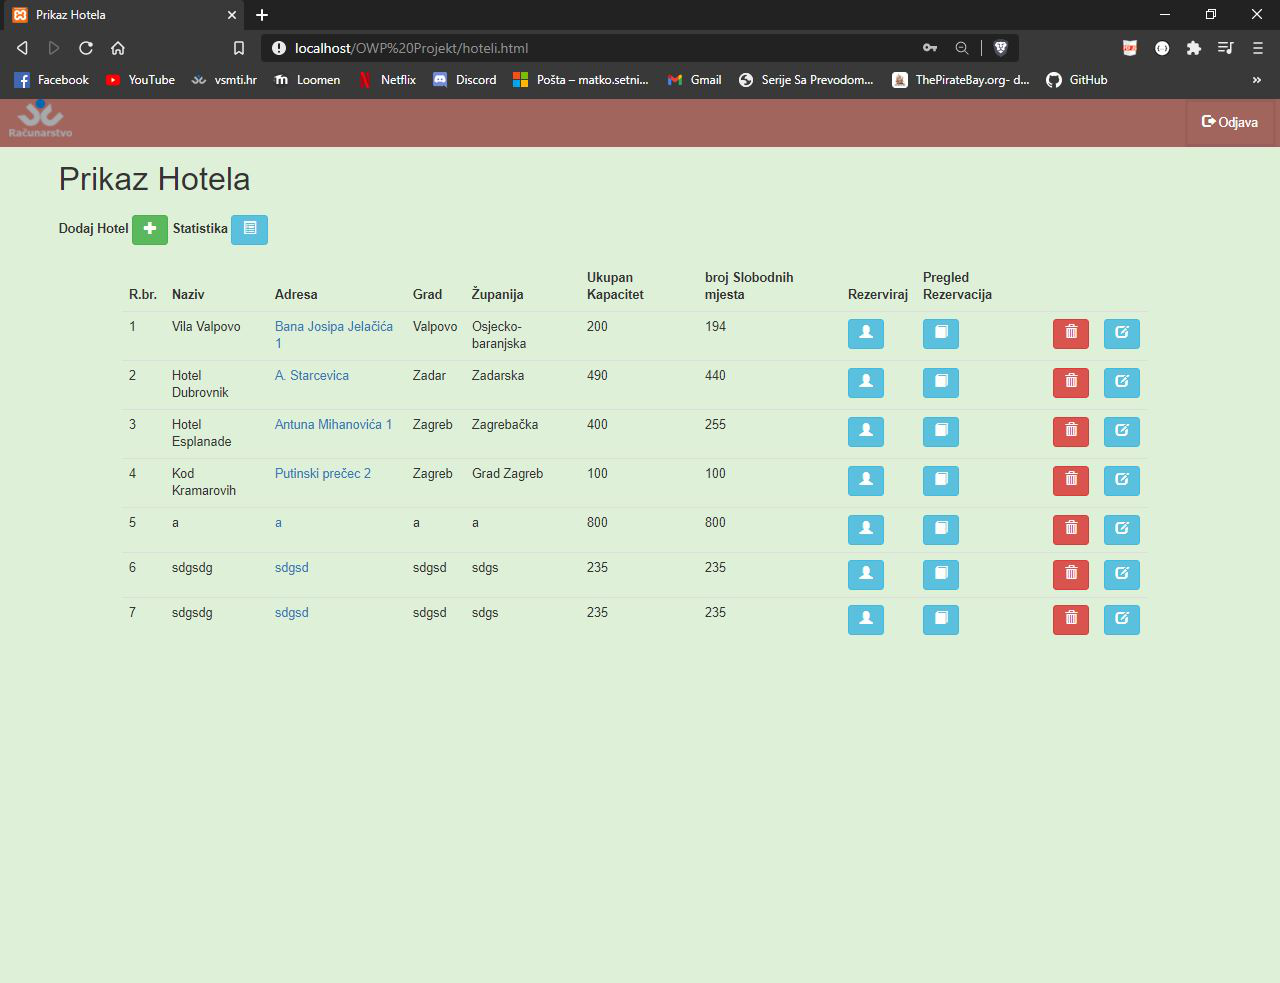 Prikaz Hotela
localhost/OWP%20Projekt/hoteli.html
Facebook YouTube vsmti.hr Loomen Netflix Discord Pošta – matko.setni... Gmail Serije Sa Prevodom... ThePirateBay.org- d... GitHub »
Računarstvo
Odjava
Prikaz Hotela
Dodaj Hotel Statistika
R.br. Naziv Adresa Grad Županija Ukupan Kapacitet broj Slobodnih mjesta Rezerviraj Pregled Rezervacija
1 Vila Valpovo Bana Josipa Jelačića 1 Valpovo Osjecko-baranjska 200 194
2 Hotel Dubrovnik A. Starcevica Zadar Zadarska 490 440
3 Hotel Esplanade Antuna Mihanovića 1 Zagreb Zagrebačka 400 255
4 Kod Kramarovih Putinski prečec 2 Zagreb Grad Zagreb 100 100
5 a a a a 800 800
6 sdgsdg sdgsd sdgsd sdgs 235 235
7 sdgsdg sdgsd sdgsd sdgs 235 235